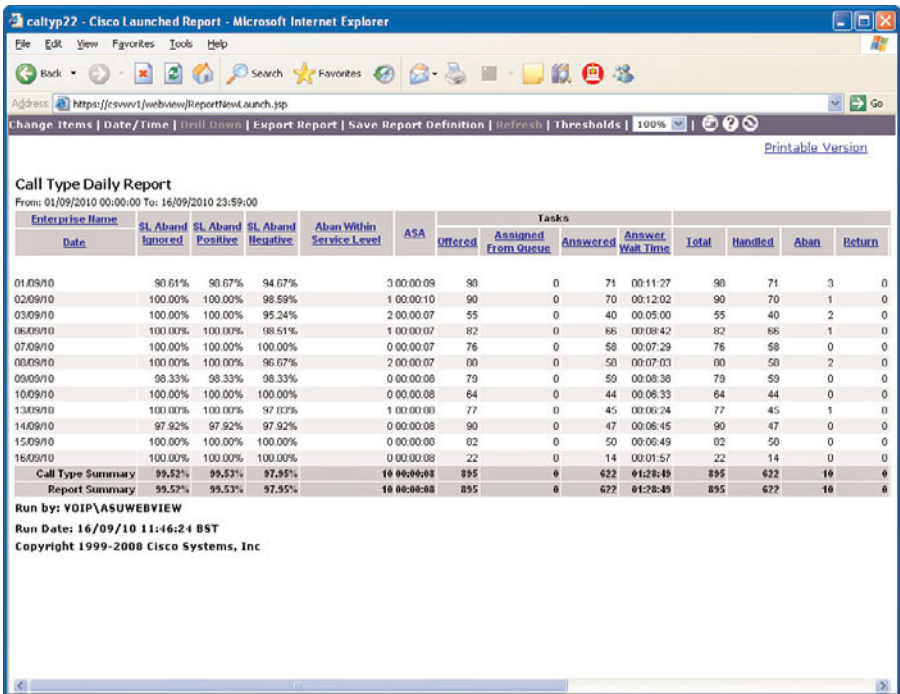 caltyp22 - Cisco Launched Report - Microsoft Internet Explorer
File Edit View Favorites Tools Help
Back Search Favorites
Address https://csvwv1/webview/ReportNewLaunch.jsp Go
Change Items | Date/Time | Drill Down | Export Report | Save Report Definition | Refresh | Thresholds | 100% |
Printable Version
Call Type Daily Report
From: 01/09/2010 00:00:00 To: 16/09/2010 23:59:00
Enterprise Name SL Aband Ignored SL Aband Positive SL Aband Negative Aban Within Service Level ASA Tasks
Date Offered Assigned From Queue Answered Answer Wait Time Total Handled Aban Return
01/09/10 98.61% 98.67% 94.67% 3 00:00:09 98 0 71 00:11:27 98 71 3 0
02/09/10 100.00% 100.00% 98.59% 1 00:00:10 90 0 70 00:12:02 90 70 1 0
03/09/10 100.00% 100.00% 95.24% 2 00:00:07 55 0 40 00:05:00 55 40 2 0
06/09/10 100.00% 100.00% 98.51% 1 00:00:07 82 0 66 00:08:42 82 66 1 0
07/09/10 100.00% 100.00% 100.00% 0 00:00:07 76 0 58 00:07:29 76 58 0 0
08/09/10 100.00% 100.00% 96.67% 2 00:00:07 80 0 58 00:07:03 80 58 2 0
09/09/10 98.33% 98.33% 98.33% 0 00:00:08 79 0 59 00:08:38 79 59 0 0
10/09/10 100.00% 100.00% 100.00% 0 00:00:08 64 0 44 00:06:33 64 44 0 0
13/09/10 100.00% 100.00% 97.83% 1 00:00:08 77 0 45 00:06:24 77 45 1 0
14/09/10 97.92% 97.92% 97.92% 0 00:00:08 90 0 47 00:06:45 90 47 0 0
15/09/10 100.00% 100.00% 100.00% 0 00:00:08 82 0 50 00:06:49 82 50 0 0
16/09/10 100.00% 100.00% 100.00% 0 00:00:08 22 0 14 00:01:57 22 14 0 0
Call Type Summary 99.52% 99.53% 97.95% 10 00:00:08 895 0 622 01:28:49 895 622 10 0
Report Summary 99.52% 99.53% 97.95% 10 00:00:08 895 0 622 01:28:49 895 622 10 0
Run by: VOIP\ASUWEBVIEW
Run Date: 16/09/10 11:46:24 BST
Copyright 1999-2008 Cisco Systems, Inc